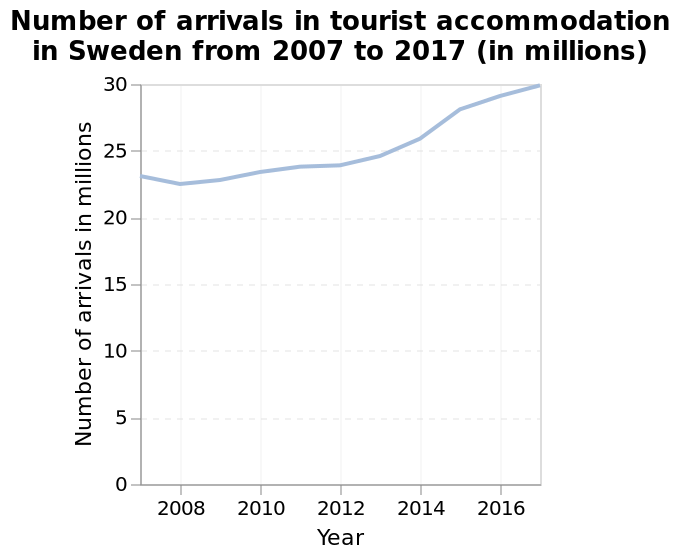 Number of arrivals in tourist accommodation
in Sweden from 2007 to 2017 (in millions)
30
25
20
15
10
5
0
Number of arrivals in millions
2008 2010 2012 2014 2016
Year